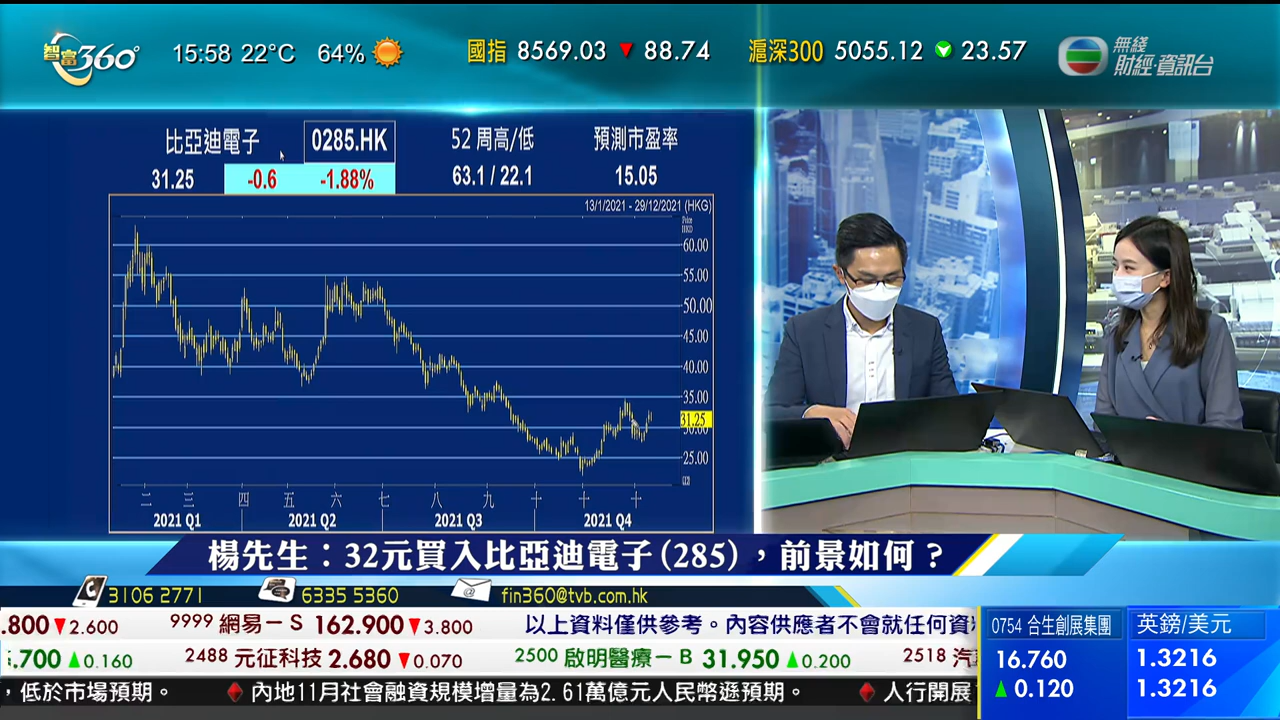 智富360°
15:58 22°C 64%
國指 8569.03 ▼ 88.74
滬深300 5055.12 23.57
無綫
財經·資訊台
比亞迪電子 0285.HK 52 周高/低 預測市盈率
31.25 -0.6 -1.88% 63.1 / 22.1 15.05
13/1/2021 - 29/12/2021 (HKG)
Price
HKD
60.00
55.00
50.00
45.00
40.00
35.00
31.25
30.00
25.00
二 三 四 五 六 七 八 九 十 十 十
2021 Q1 2021 Q2 2021 Q3 2021 Q4
楊先生：32元買入比亞迪電子(285)，前景如何？
3106 2771 6335 5360 fin360@tvb.com.hk
.800 ▼2.600 9999 網易－S 162.900 ▼3.800 以上資料僅供參考。內容供應者不會就任何資
.700 ▲0.160 2488 元征科技 2.680 ▼0.070 2500 啟明醫療－B 31.950 ▲0.200 2518 汽
，低於市場預期。 ♦ 內地11月社會融資規模增量為2.61萬億元人民幣遜預期。 ♦ 人行開展
0754 合生創展集團
16.760
▲ 0.120
英鎊/美元
1.3216
1.3216